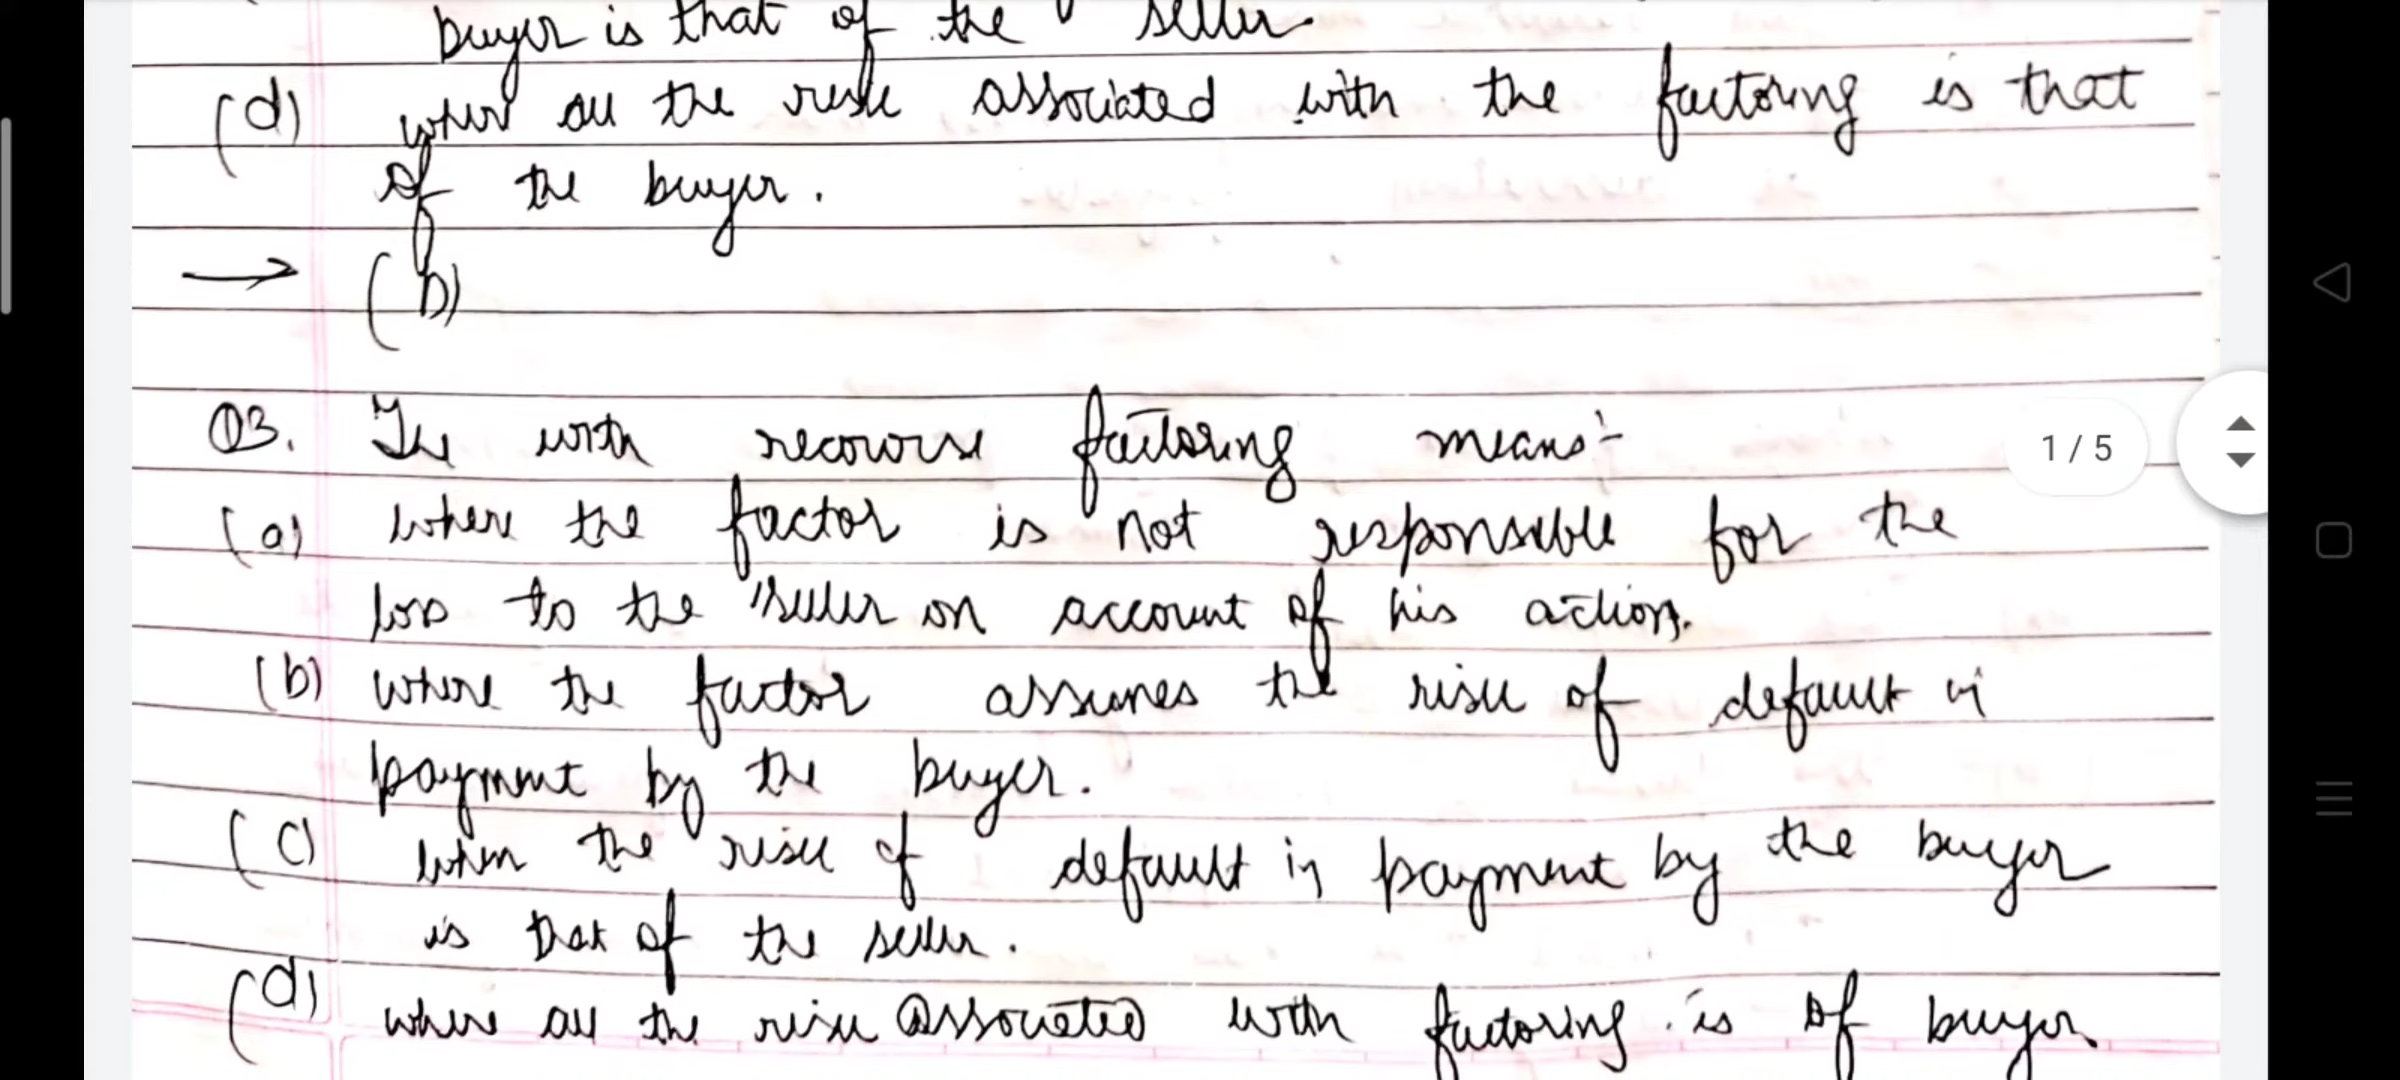 buyer is that of the seller
(d) when all the risk associated with the factoring is that
of the buyer.
→ (b)
Q3. The with recourse factoring means:-
(a) where the factor is not responsible for the
loss to the seller on account of his action.
(b) where the factor assumes the risk of default in
payment by the buyer.
(c) when the risk of default in payment by the buyer
is that of the seller.
(d) where all the risk associated with factoring is of buyer.
1 / 5